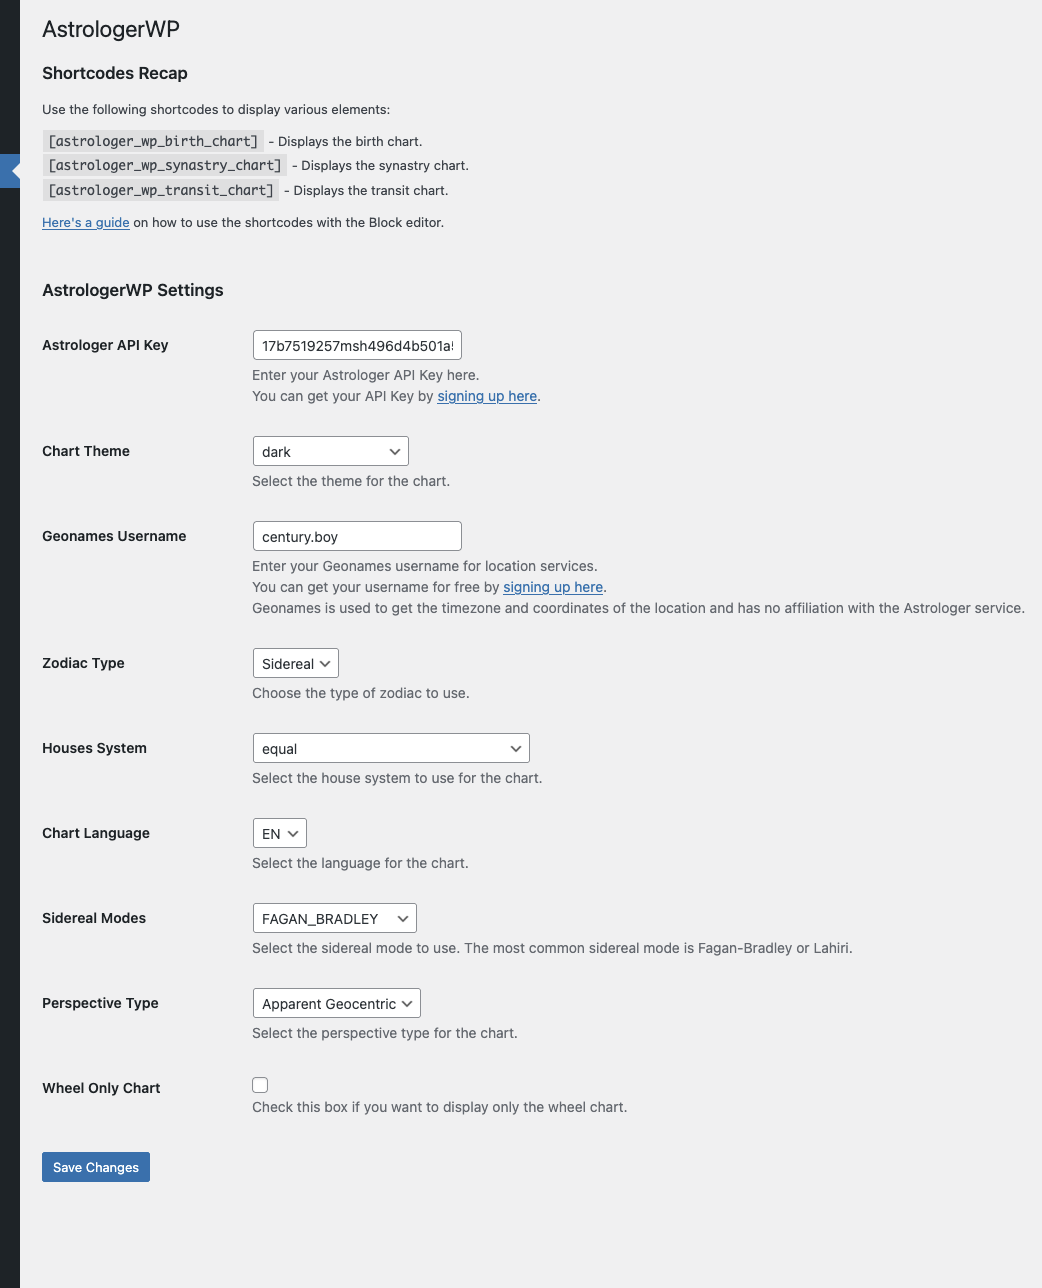 AstrologerWP
Shortcodes Recap
Use the following shortcodes to display various elements:
[astrologer_wp_birth_chart] - Displays the birth chart.
[astrologer_wp_synastry_chart] - Displays the synastry chart.
[astrologer_wp_transit_chart] - Displays the transit chart.
Here's a guide on how to use the shortcodes with the Block editor.
AstrologerWP Settings
Astrologer API Key
17b7519257msh496d4b501a
Enter your Astrologer API Key here.
You can get your API Key by signing up here.
Chart Theme
dark
Select the theme for the chart.
Geonames Username
century.boy
Enter your Geonames username for location services.
You can get your username for free by signing up here.
Geonames is used to get the timezone and coordinates of the location and has no affiliation with the Astrologer service.
Zodiac Type
Sidereal
Choose the type of zodiac to use.
Houses System
equal
Select the house system to use for the chart.
Chart Language
EN
Select the language for the chart.
Sidereal Modes
FAGAN_BRADLEY
Select the sidereal mode to use. The most common sidereal mode is Fagan-Bradley or Lahiri.
Perspective Type
Apparent Geocentric
Select the perspective type for the chart.
Wheel Only Chart
Check this box if you want to display only the wheel chart.
Save Changes